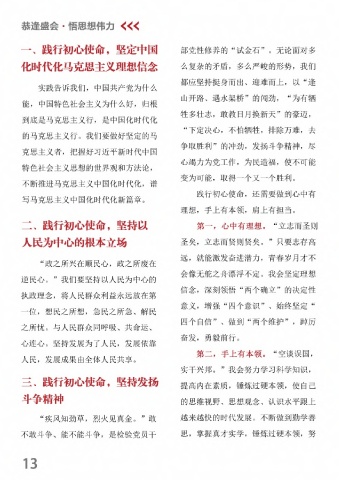 恭逢盛会·悟思想伟力
一、践行初心使命，坚定中国
化时代化马克思主义理想信念
实践告诉我们，中国共产党为什么
能，中国特色社会主义为什么好，归根
到底是马克思主义行，是中国化时代化
的马克思主义行。我们要做好坚定的马
克思主义者，把握好习近平新时代中国
特色社会主义思想的世界观和方法论，
不断推进马克思主义中国化时代化，谱
写马克思主义中国化时代化新篇章。
二、践行初心使命，坚持以
人民为中心的根本立场
“政之所兴在顺民心，政之所废在
逆民心。”我们要坚持以人民为中心的
执政理念，将人民群众利益永远放在第
一位，想民之所想，急民之所急、解民
之所忧。与人民群众同呼吸、共命运、
心连心。坚持发展为了人民，发展依靠
人民，发展成果由全体人民共享。
三、践行初心使命，坚持发扬
斗争精神
“疾风知劲草，烈火见真金。”敢
不敢斗争、能不能斗争，是检验党员干
部党性修养的“试金石”。无论面对多
么复杂的矛盾，多么严峻的形势，我们
都应坚持挺身而出、迎难而上，以“逢
山开路、遇水架桥”的闯劲，“为有牺
牲多壮志，敢教日月换新天”的豪迈，
“下定决心，不怕牺牲，排除万难，去
争取胜利”的冲劲，发扬斗争精神，尽
心竭力为党工作，为民造福，使不可能
变为可能，取得一个又一个胜利。
践行初心使命，还需要做到心中有
理想，手上有本领，肩上有担当。
第一，心中有理想。“立志而圣则
圣矣，立志而贤则贤矣。”只要志存高
远，就能激发奋进潜力，青春岁月才不
会像无舵之舟漂浮不定。我会坚定理想
信念，深刻领悟“两个确立”的决定性
意义，增强“四个意识”、始终坚定“
四个自信”、做到“两个维护”，踔厉
奋发，勇毅前行。
第二，手上有本领。“空谈误国，
实干兴邦。”我会努力学习科学知识，
提高内在素质，锤炼过硬本领，使自己
的思维视野、思想观念、认识水平跟上
越来越快的时代发展。不断做到勤学善
思，掌握真才实学，锤炼过硬本领，努
13